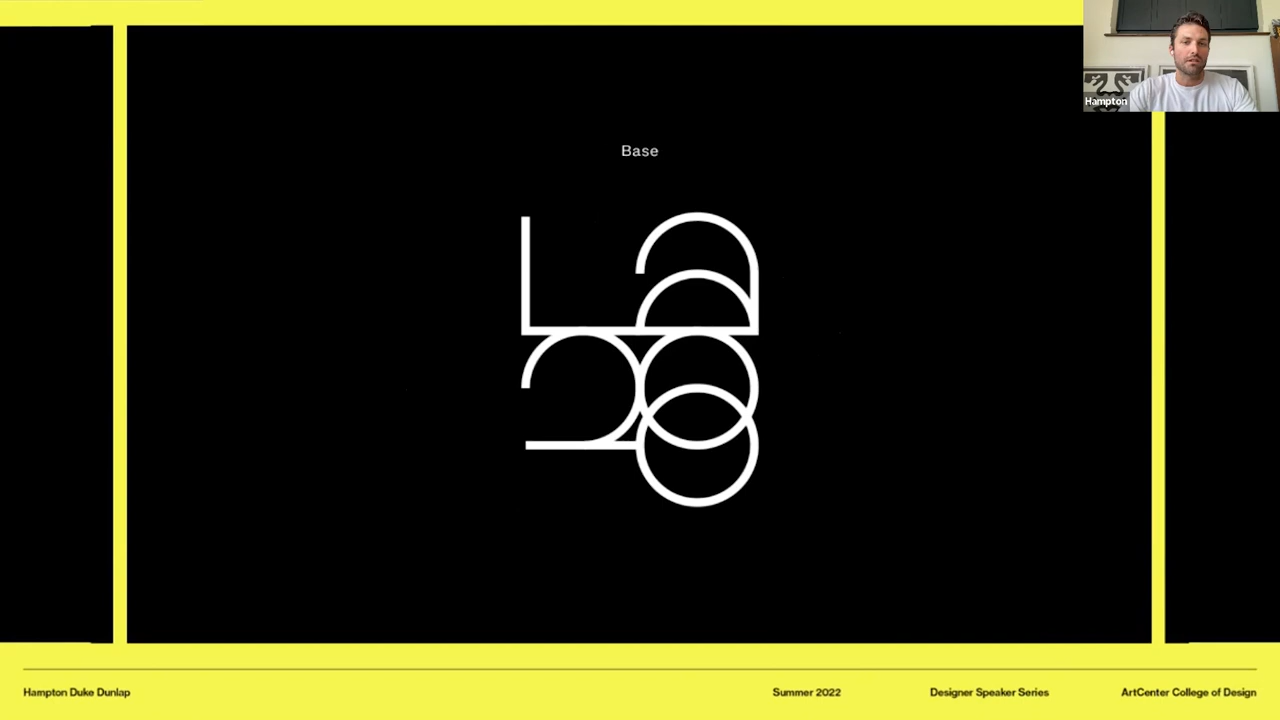 Hampton
Base
La
28
Hampton Duke Dunlap
Summer 2022
Designer Speaker Series
ArtCenter College of Design